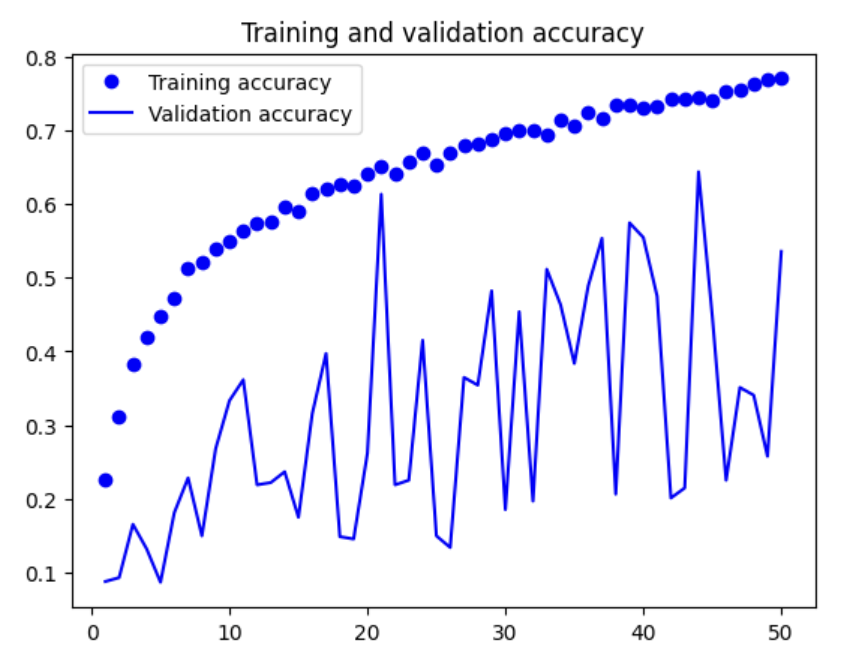 Training and validation accuracy
Training accuracy
Validation accuracy
0.8
0.7
0.6
0.5
0.4
0.3
0.2
0.1
0 10 20 30 40 50